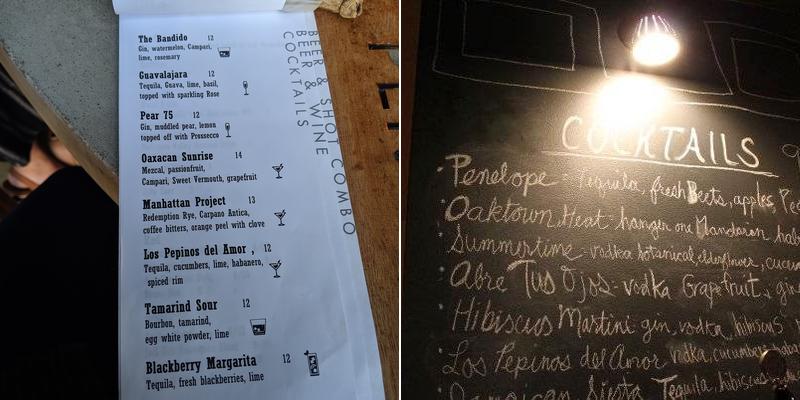 The Bandido 12
Gin, watermelon, Campari,
lime, rosemary
Guavalajara 12
Tequila, Guava, lime, basil,
topped with sparkling Rose
Pear 75 12
Gin, muddled pear, lemon
topped off with Prossecco
Oaxacan Sunrise 14
Mezcal, passionfruit,
Campari, Sweet Vermouth, grapefruit
Manhattan Project 13
Redemption Rye, Carpano Antica,
coffee bitters, orange peel with clove
Los Pepinos del Amor , 12
Tequila, cucumbers, lime, habanero,
spiced rim
Tamarind Sour 12
Bourbon, tamarind,
egg white powder, lime
Blackberry Margarita 12
Tequila, fresh blackberries, lime
BEER & SHOT COMBO
BEER & WINE
COCKTAILS
COCKTAILS
Penelope - Tequila, fresh Beets, apples,
Oaktown Heat - hangar one Mandarin
Summertime - vodka botanical, elderflower,
Abre Tus Ojos - vodka Grapefruit,
Hibiscus Martini gin, vodka, hibiscus
Los Pepinos del Amor vodka, cucumbers
Jamaican Siesta Tequila, hibiscus